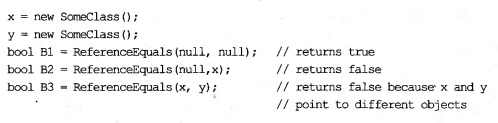 x = new SomeClass();
y = new SomeClass();
bool B1 = ReferenceEquals(null, null); // returns true
bool B2 = ReferenceEquals(null,x); // returns false
bool B3 = ReferenceEquals(x, y); // returns false because x and y
// point to different objects